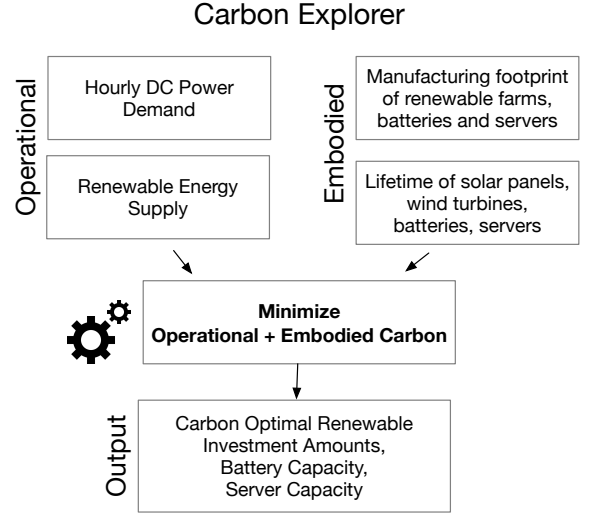 Carbon Explorer
Operational
Hourly DC Power
Demand
Renewable Energy
Supply
Embodied
Manufacturing footprint
of renewable farms,
batteries and servers
Lifetime of solar panels,
wind turbines,
batteries, servers
Minimize
Operational + Embodied Carbon
Output
Carbon Optimal Renewable
Investment Amounts,
Battery Capacity,
Server Capacity